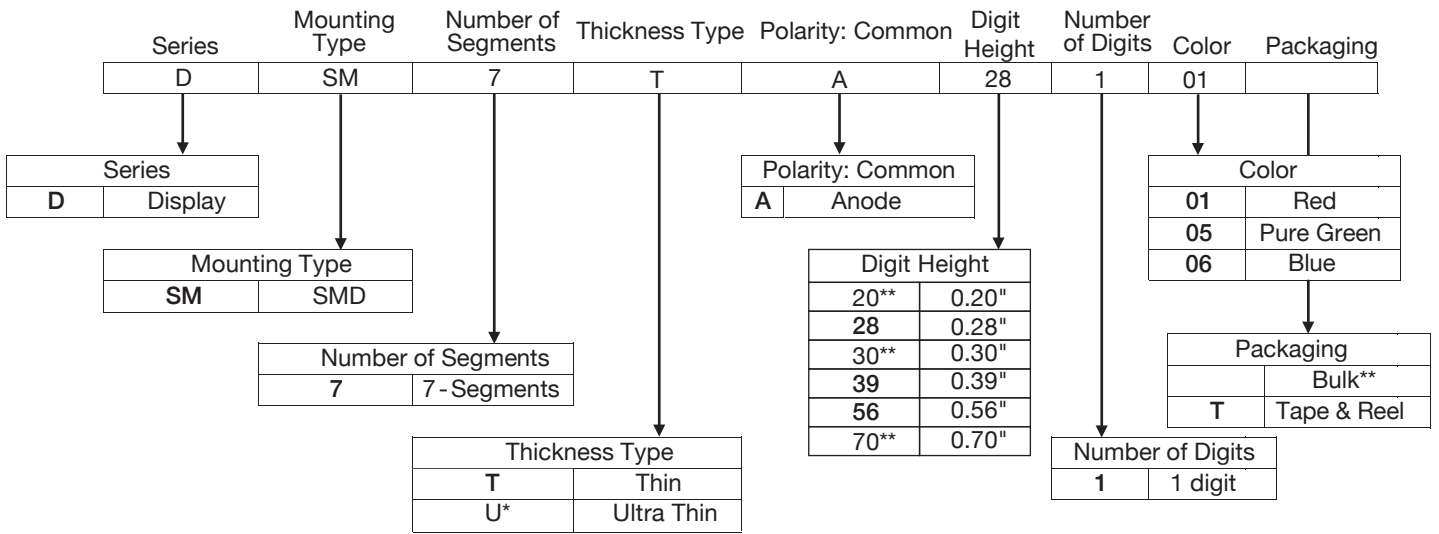 Series Mounting Type Number of Segments Thickness Type Polarity: Common Digit Height Number of Digits Color Packaging
D SM 7 T A 28 1 01
Series
D Display
Mounting Type
SM SMD
Number of Segments
7 7-Segments
Thickness Type
T Thin
U* Ultra Thin
Polarity: Common
A Anode
Digit Height
20** 0.20"
28 0.28"
30** 0.30"
39 0.39"
56 0.56"
70** 0.70"
Number of Digits
1 1 digit
Color
01 Red
05 Pure Green
06 Blue
Packaging
Bulk**
T Tape & Reel